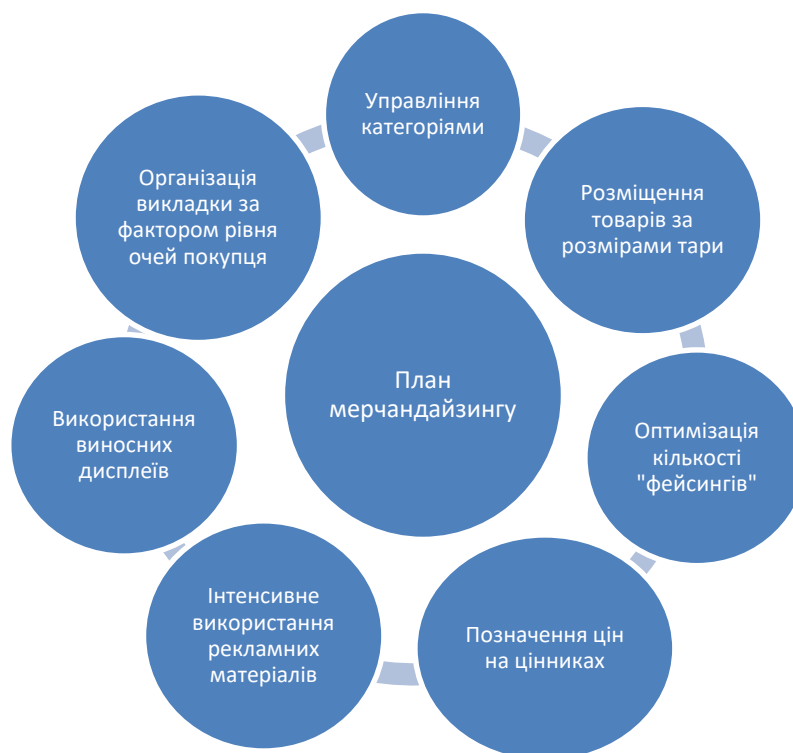 Управління
категоріями
Розміщення
товарів за
розмірами тари
Оптимізація
кількості
"фейсингів"
Позначення цін
на цінниках
Інтенсивне
використання
рекламних
матеріалів
Використання
виносних
дисплеїв
Організація
викладки за
фактором рівня
очей покупця
План
мерчандайзингу